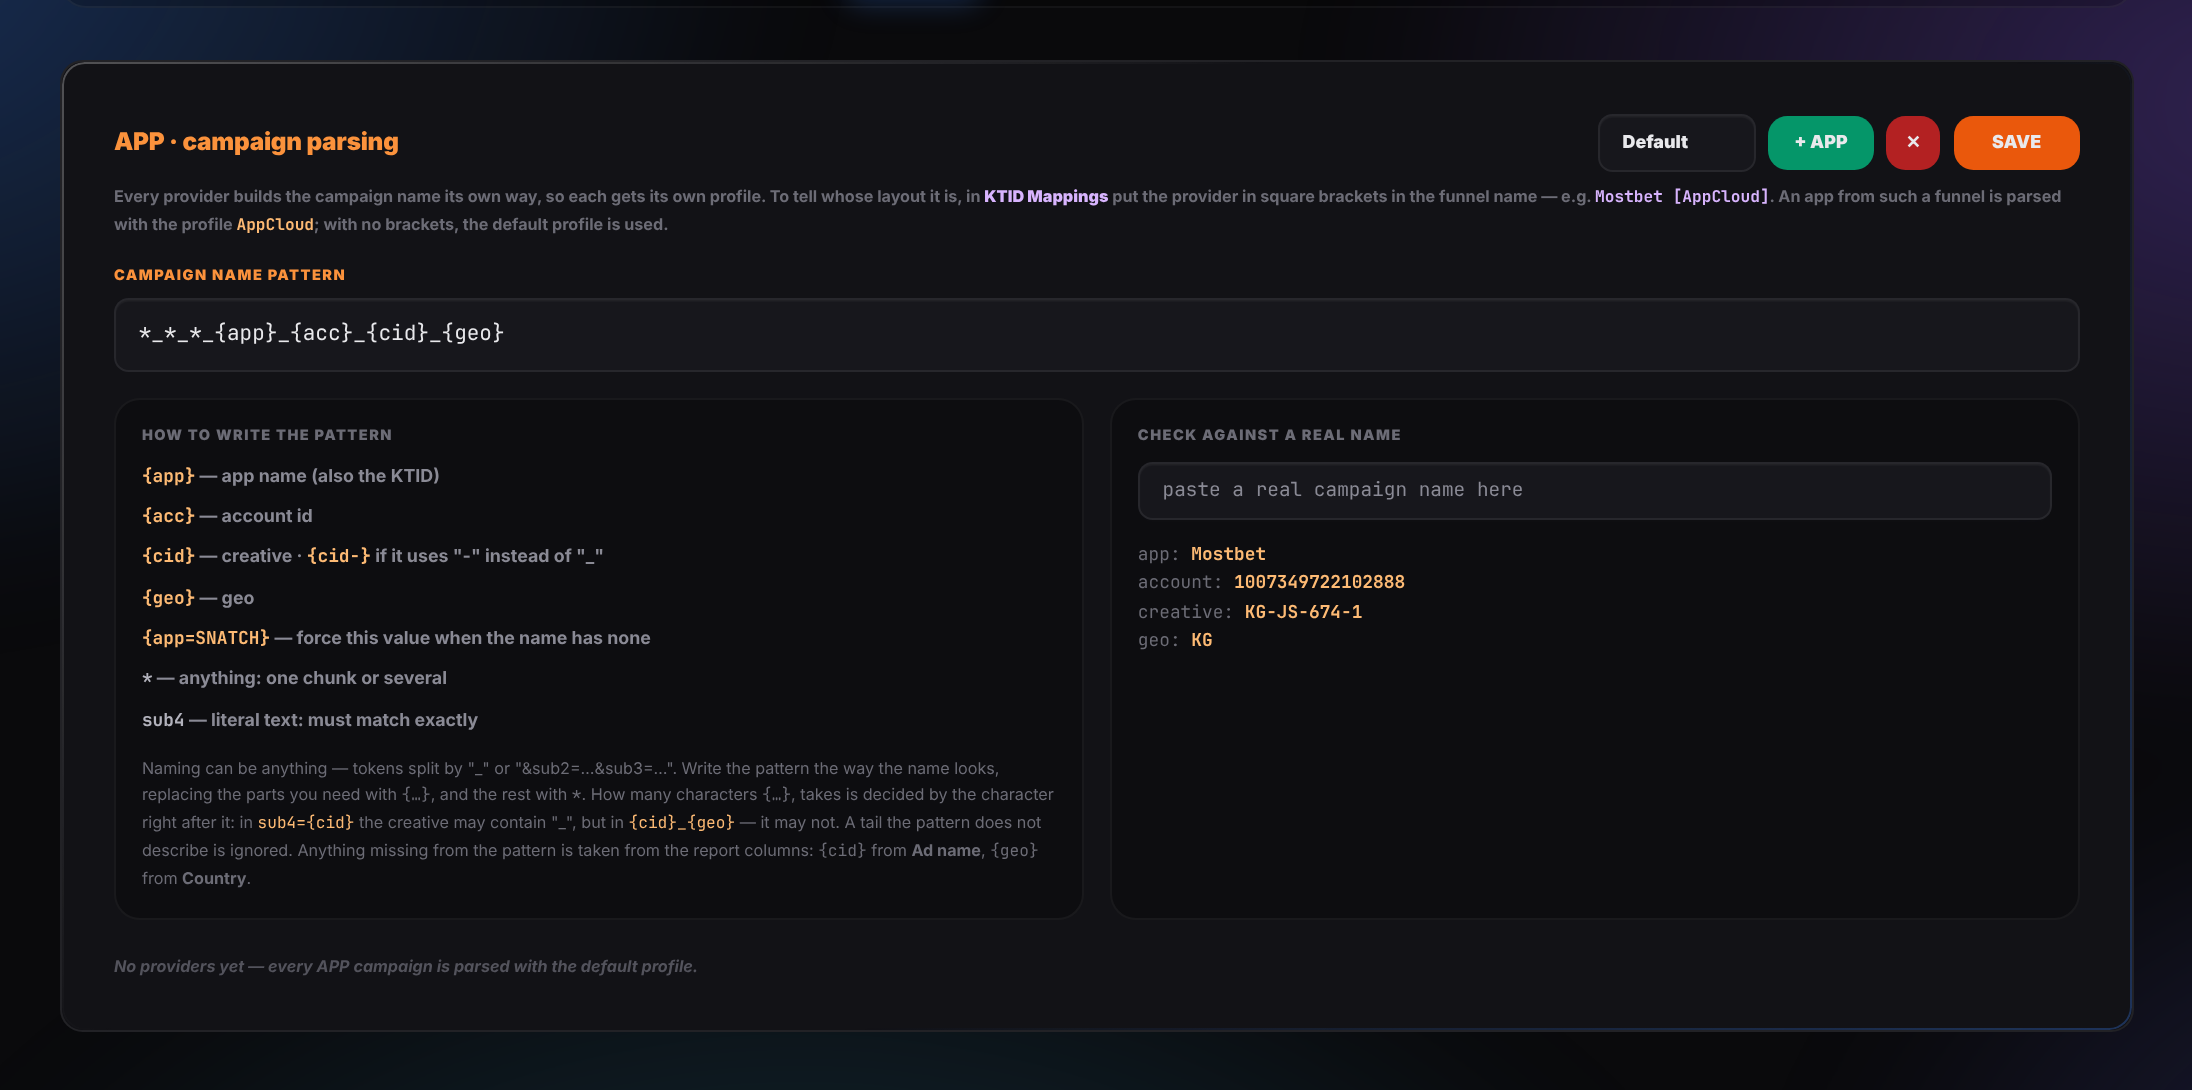 APP · campaign parsing
Default
+ APP
✕
SAVE
Every provider builds the campaign name its own way, so each gets its own profile. To tell whose layout it is, in KTID Mappings put the provider in square brackets in the funnel name — e.g. Mostbet [AppCloud]. An app from such a funnel is parsed
with the profile AppCloud; with no brackets, the default profile is used.
CAMPAIGN NAME PATTERN
*_*_*_{app}_{acc}_{cid}_{geo}
HOW TO WRITE THE PATTERN
{app} — app name (also the KTID)
{acc} — account id
{cid} — creative · {cid-} if it uses "-" instead of "_"
{geo} — geo
{app=SNATCH} — force this value when the name has none
* — anything: one chunk or several
sub4 — literal text: must match exactly
Naming can be anything — tokens split by "_" or "&sub2=...&sub3=...". Write the pattern the way the name looks,
replacing the parts you need with {…}, and the rest with *. How many characters {…}, takes is decided by the character
right after it: in sub4={cid} the creative may contain "_", but in {cid}_{geo} — it may not. A tail the pattern does not
describe is ignored. Anything missing from the pattern is taken from the report columns: {cid} from Ad name, {geo}
from Country.
CHECK AGAINST A REAL NAME
paste a real campaign name here
app: Mostbet
account: 1007349722102888
creative: KG-JS-674-1
geo: KG
No providers yet — every APP campaign is parsed with the default profile.